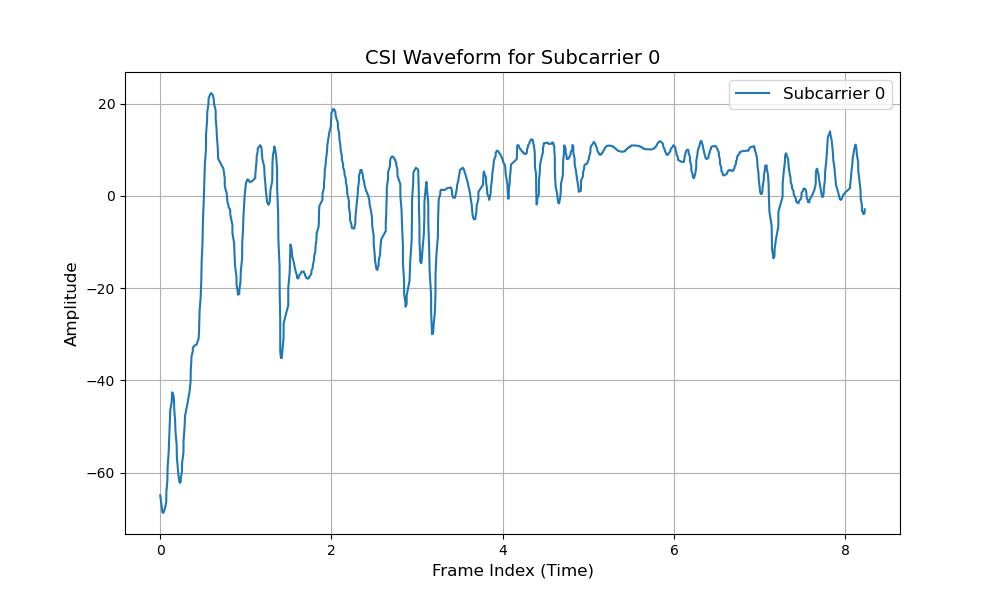 CSI Waveform for Subcarrier 0
Subcarrier 0
Amplitude
20
0
−20
−40
−60
0 2 4 6 8
Frame Index (Time)